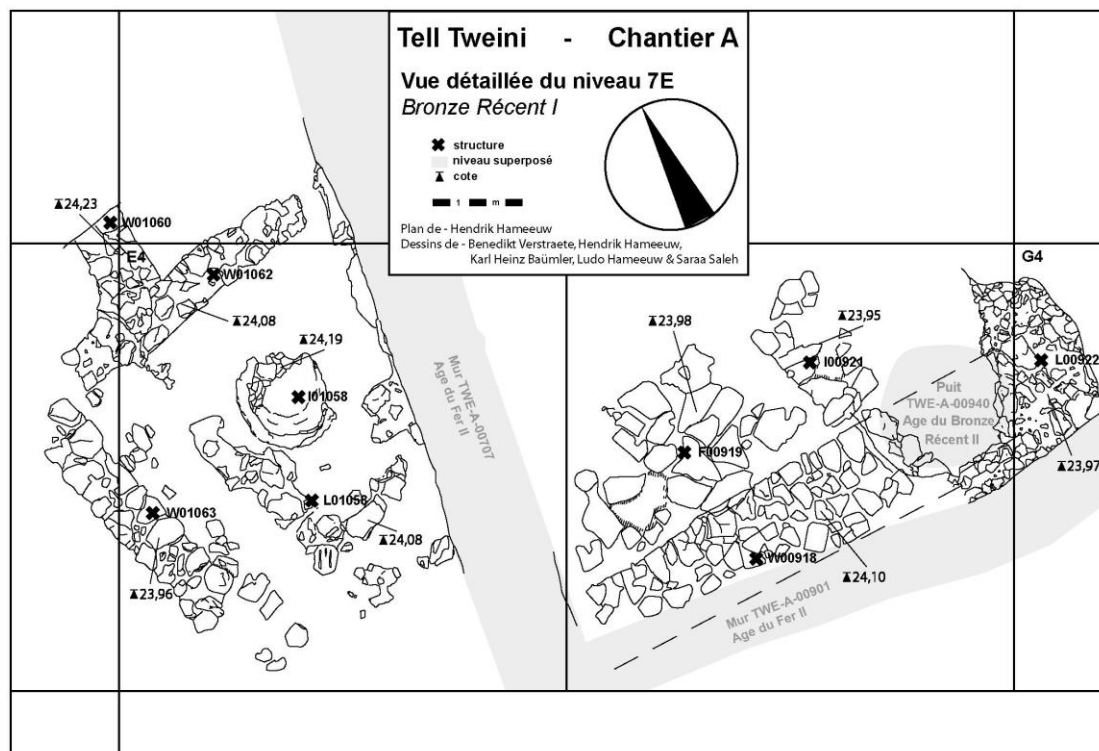 Tell Tweini - Chantier A
Vue détaillée du niveau 7E
Bronze Récent I
structure
niveau superposé
cote
1 m
Plan de - Hendrik Hameeuw
Dessins de - Benedikt Verstraete, Hendrik Hameeuw,
Karl Heinz Baümler, Ludo Hameeuw & Saraa Saleh
24,23
W01060
E4
W01062
24,08
24,19
I01058
L01058
W01063
24,08
23,96
Mur TWE-A-00707
Age du Fer II
G4
23,98
23,95
I00921
L00922
Puit
TWE-A-00940
Age du Bronze
Récent II
F00919
23,97
W00918
24,10
Mur TWE-A-00901
Age du Fer II